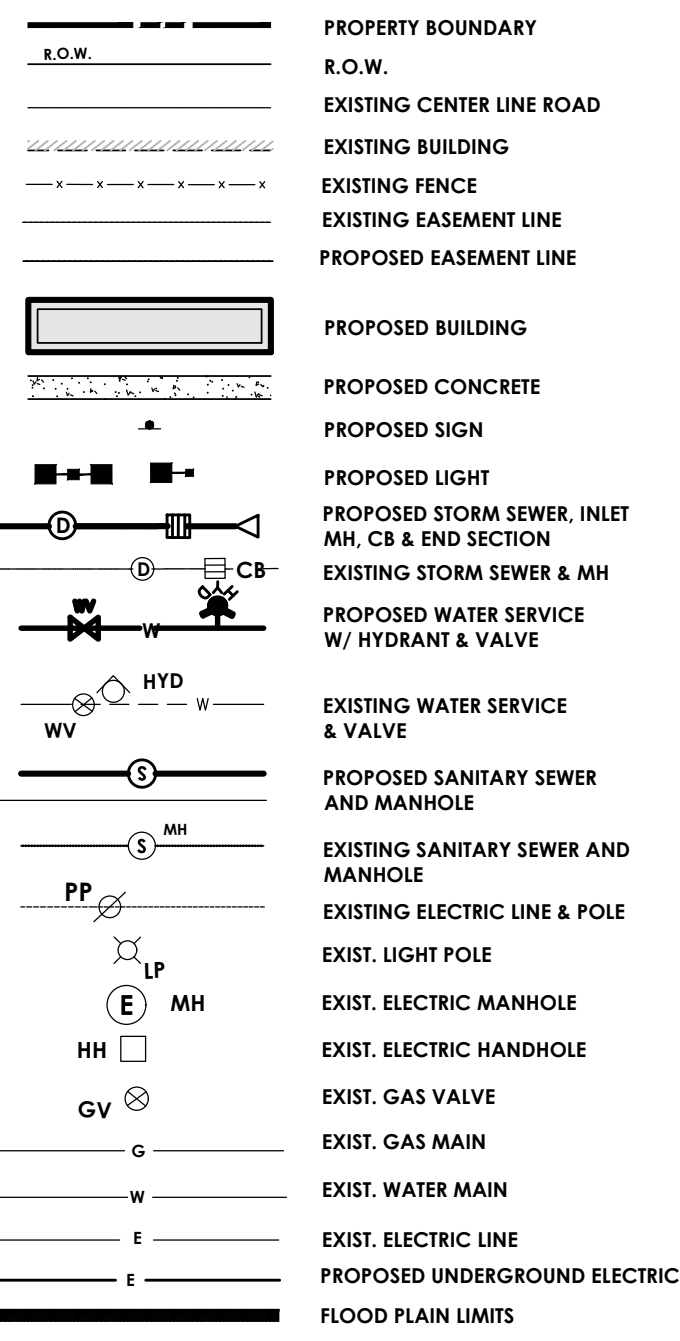 PROPERTY BOUNDARY
R.O.W. R.O.W.
EXISTING CENTER LINE ROAD
EXISTING BUILDING
x x x x x x EXISTING FENCE
EXISTING EASEMENT LINE
PROPOSED EASEMENT LINE
PROPOSED BUILDING
PROPOSED CONCRETE
PROPOSED SIGN
PROPOSED LIGHT
D PROPOSED STORM SEWER, INLET
MH, CB & END SECTION
D CB EXISTING STORM SEWER & MH
HYD
WV W PROPOSED WATER SERVICE
W/ HYDRANT & VALVE
HYD
W EXISTING WATER SERVICE
WV & VALVE
S PROPOSED SANITARY SEWER
AND MANHOLE
S MH EXISTING SANITARY SEWER AND
MANHOLE
PP EXISTING ELECTRIC LINE & POLE
LP EXIST. LIGHT POLE
E MH EXIST. ELECTRIC MANHOLE
HH EXIST. ELECTRIC HANDHOLE
GV EXIST. GAS VALVE
G EXIST. GAS MAIN
W EXIST. WATER MAIN
E EXIST. ELECTRIC LINE
E PROPOSED UNDERGROUND ELECTRIC
FLOOD PLAIN LIMITS